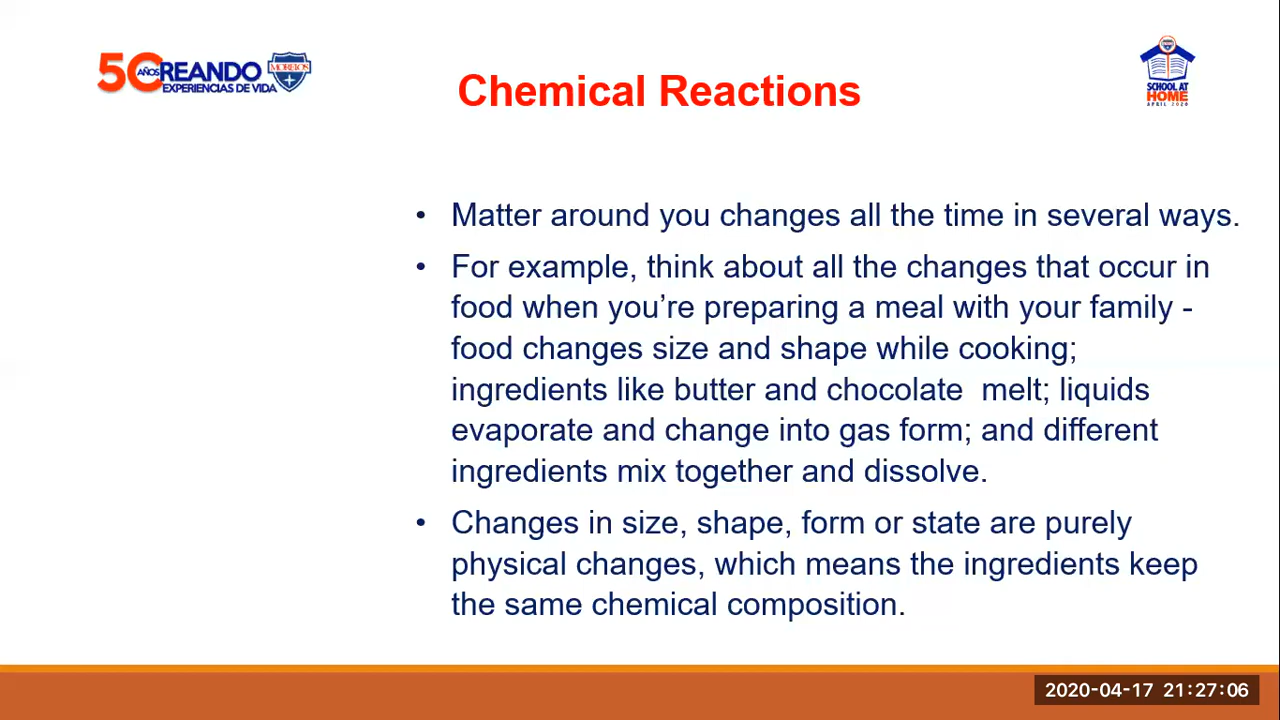 50 AÑOS CREANDO
EXPERIENCIAS DE VIDA
MORELOS
Chemical Reactions
SCHOOL AT
HOME
APRIL 2020
• Matter around you changes all the time in several ways.
• For example, think about all the changes that occur in
food when you’re preparing a meal with your family -
food changes size and shape while cooking;
ingredients like butter and chocolate  melt; liquids
evaporate and change into gas form; and different
ingredients mix together and dissolve.
• Changes in size, shape, form or state are purely
physical changes, which means the ingredients keep
the same chemical composition.
2020-04-17 21:27:06